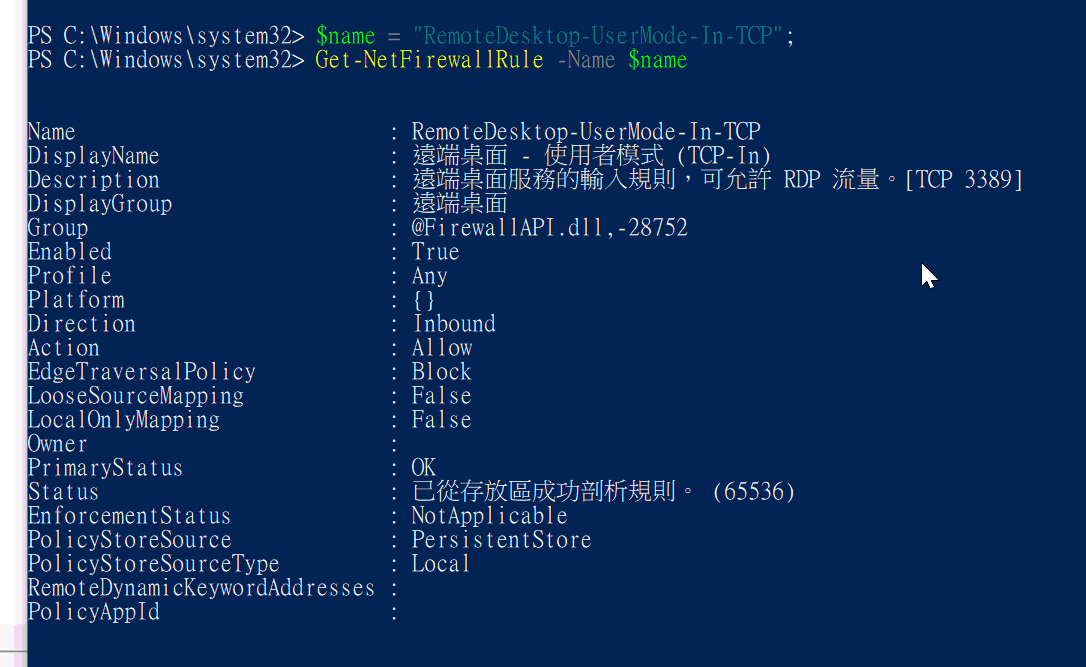 PS C:\Windows\system32> $name = "RemoteDesktop-UserMode-In-TCP";
PS C:\Windows\system32> Get-NetFirewallRule -Name $name
Name : RemoteDesktop-UserMode-In-TCP
DisplayName : 遠端桌面 - 使用者模式 (TCP-In)
Description : 遠端桌面服務的輸入規則，可允許 RDP 流量。[TCP 3389]
DisplayGroup : 遠端桌面
Group : @FirewallAPI.dll,-28752
Enabled : True
Profile : Any
Platform : {}
Direction : Inbound
Action : Allow
EdgeTraversalPolicy : Block
LooseSourceMapping : False
LocalOnlyMapping : False
Owner :
PrimaryStatus : OK
Status : 已從存放區成功剖析規則。 (65536)
EnforcementStatus : NotApplicable
PolicyStoreSource : PersistentStore
PolicyStoreSourceType : Local
RemoteDynamicKeywordAddresses :
PolicyAppId :